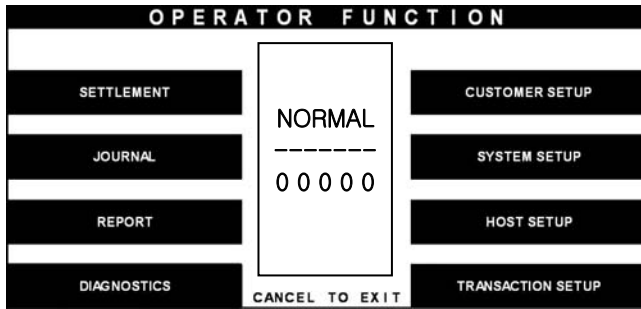 OPERATOR FUNCTION
SETTLEMENT
JOURNAL
REPORT
DIAGNOSTICS
NORMAL
-------
00000
CANCEL TO EXIT
CUSTOMER SETUP
SYSTEM SETUP
HOST SETUP
TRANSACTION SETUP